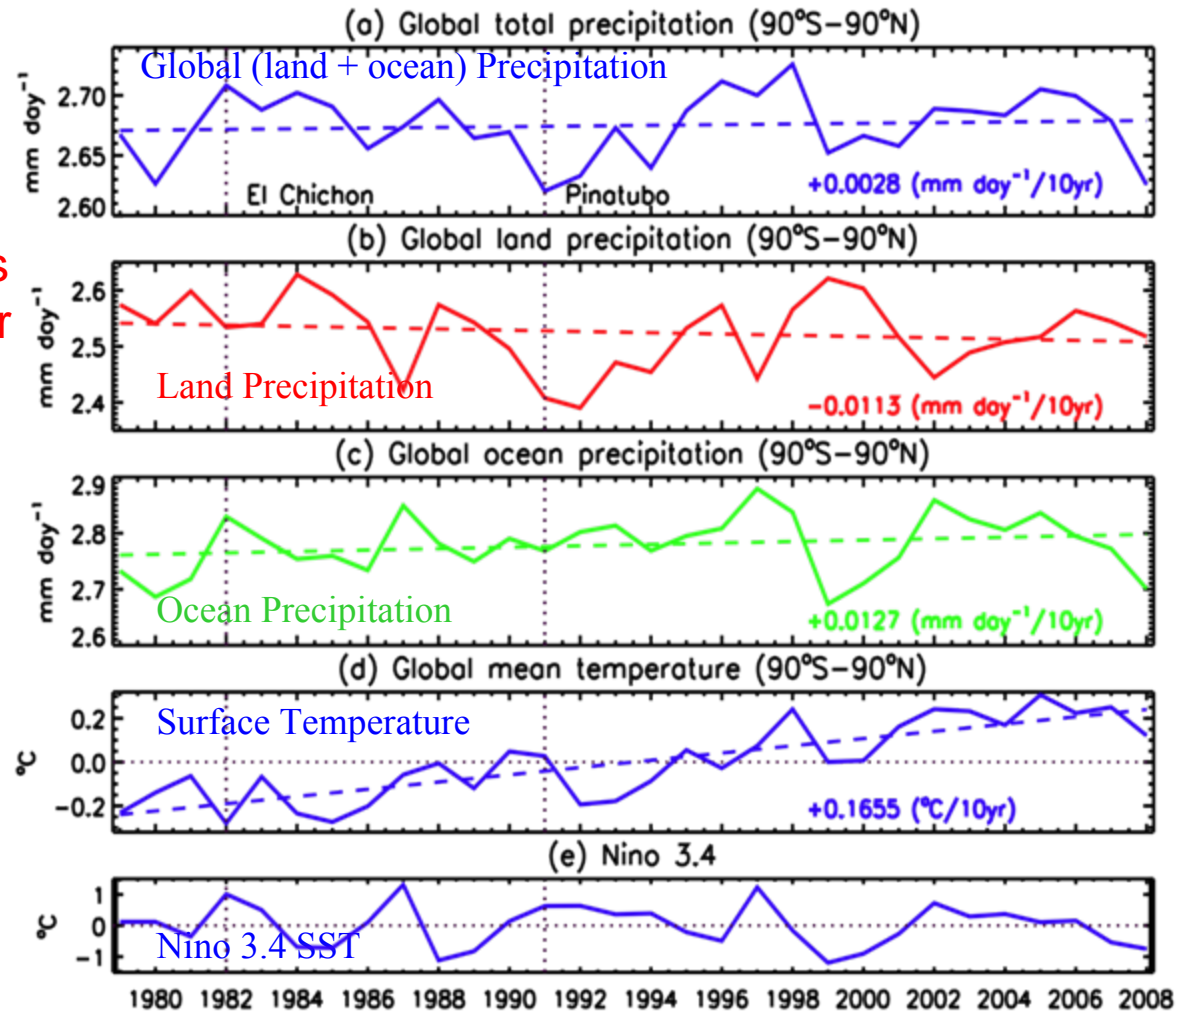 (a) Global total precipitation (90°S−90°N)
Global (land + ocean) Precipitation
mm day⁻¹
2.70
2.65
2.60
El Chichon
Pinatubo
+0.0028 (mm day⁻¹/10yr)
(b) Global land precipitation (90°S−90°N)
s
r
mm day⁻¹
2.6
2.5
2.4
Land Precipitation
−0.0113 (mm day⁻¹/10yr)
(c) Global ocean precipitation (90°S−90°N)
mm day⁻¹
2.9
2.8
2.7
2.6
Ocean Precipitation
+0.0127 (mm day⁻¹/10yr)
(d) Global mean temperature (90°S−90°N)
Surface Temperature
°C
0.2
0.0
−0.2
+0.1655 (°C/10yr)
(e) Nino 3.4
°C
1
0
−1
Nino 3.4 SST
1980 1982 1984 1986 1988 1990 1992 1994 1996 1998 2000 2002 2004 2006 2008